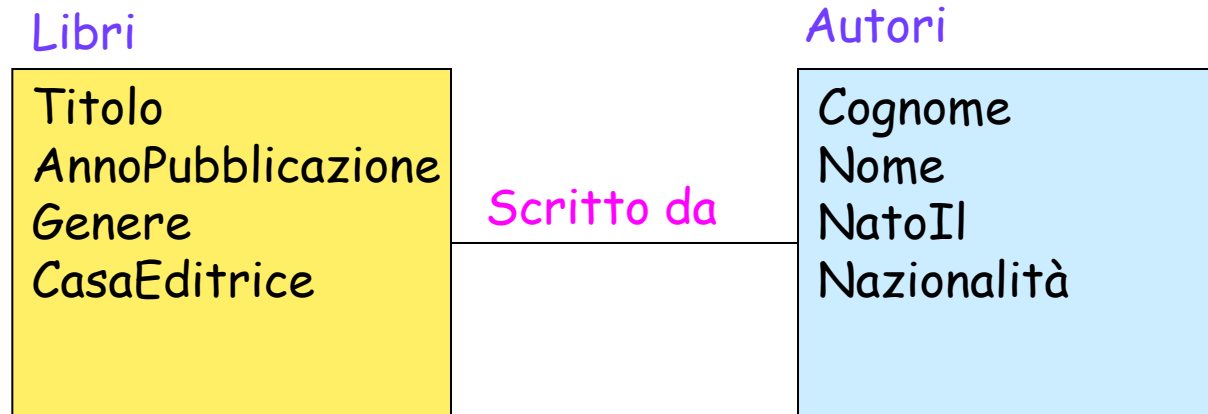 Libri
Titolo
AnnoPubblicazione
Genere
CasaEditrice
Scritto da
Autori
Cognome
Nome
NatoIl
Nazionalità